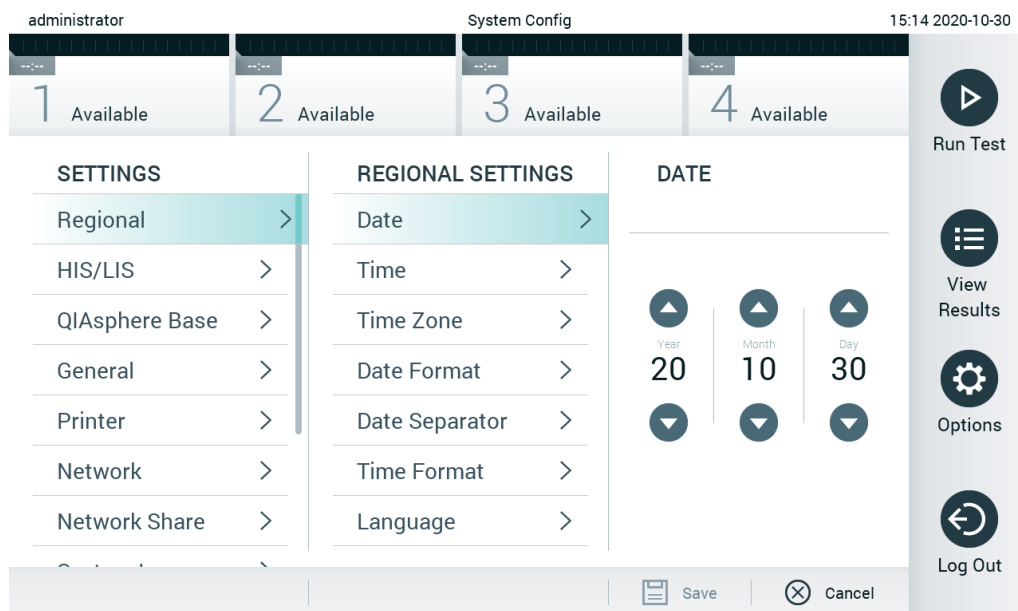 administrator
System Config
15:14 2020-10-30
--:--
1 Available
--:--
2 Available
--:--
3 Available
--:--
4 Available
SETTINGS
Regional
HIS/LIS
QIAsphere Base
General
Printer
Network
Network Share
REGIONAL SETTINGS
Date
Time
Time Zone
Date Format
Date Separator
Time Format
Language
DATE
Year
20
Month
10
Day
30
Save
Cancel
Run Test
View
Results
Options
Log Out